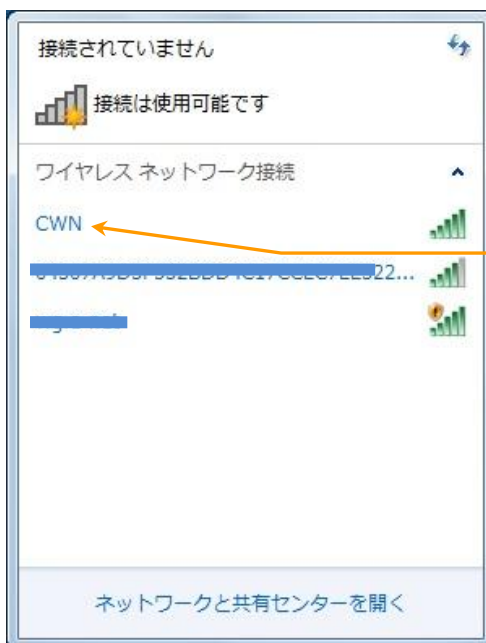 接続されていません
接続は使用可能です
ワイヤレス ネットワーク接続
CWN
22...
ネットワークと共有センターを開く